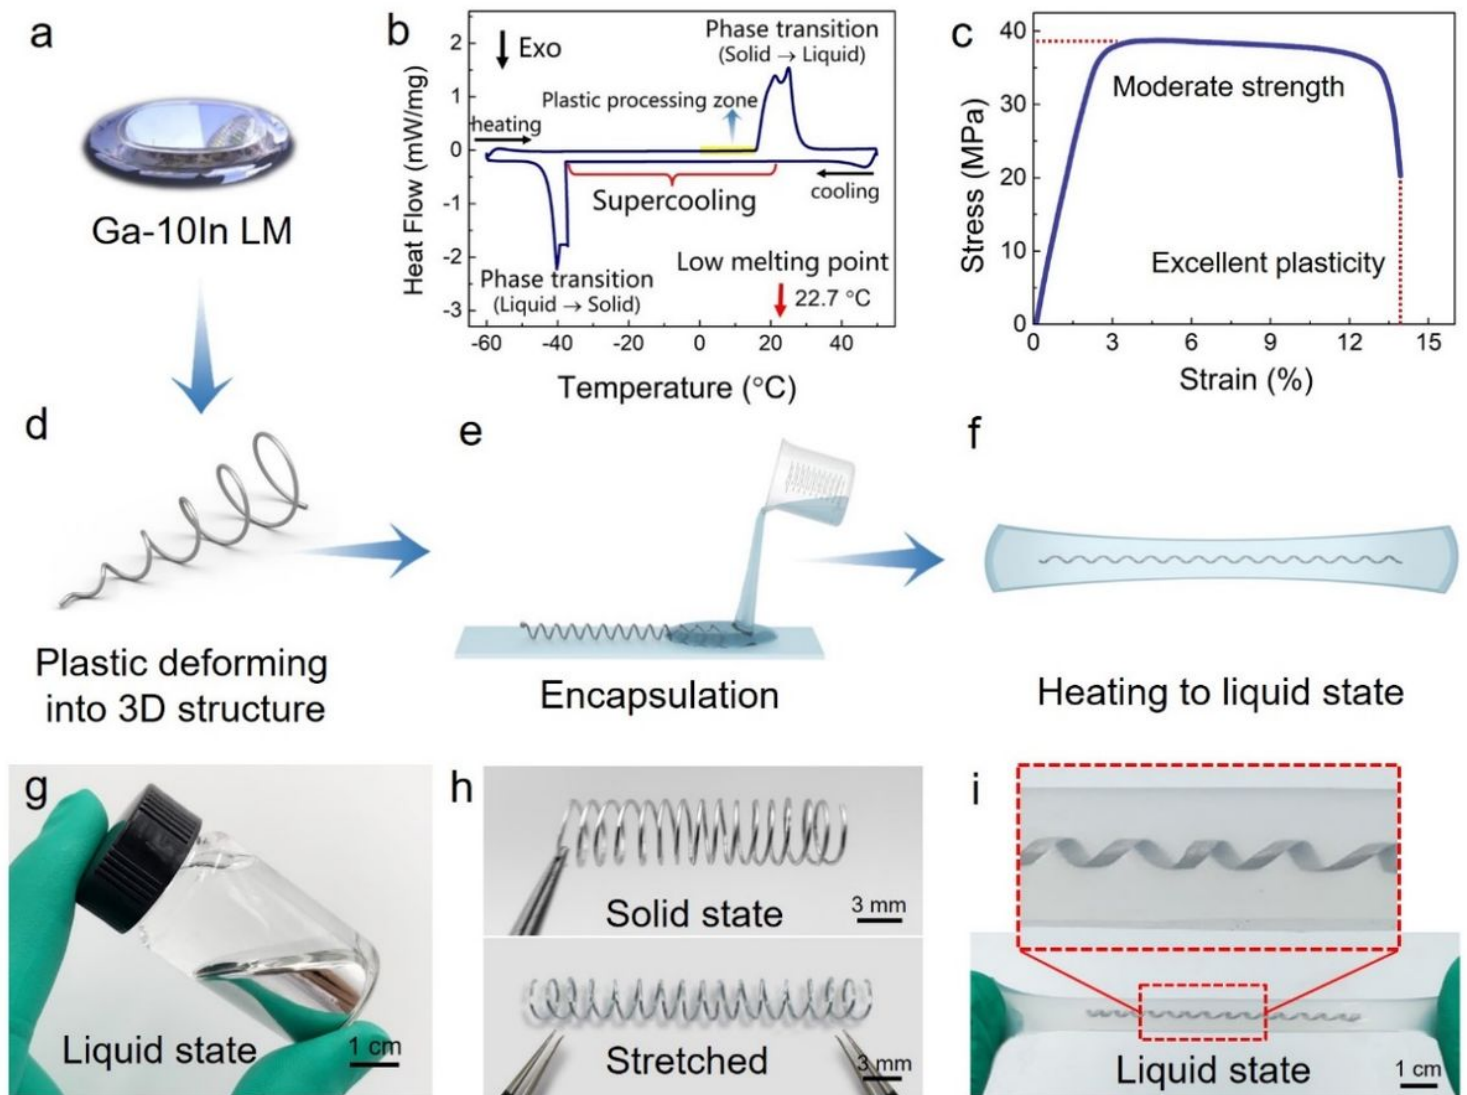 a
Ga-10In LM
b
Exo
Phase transition
(Solid → Liquid)
Plastic processing zone
heating
cooling
Supercooling
Phase transition
(Liquid → Solid)
Low melting point
22.7 °C
Heat Flow (mW/mg)
2
1
0
-1
-2
-3
-60 -40 -20 0 20 40
Temperature (°C)
c
Moderate strength
Excellent plasticity
Stress (MPa)
40
30
20
10
0
0 3 6 9 12 15
Strain (%)
d
Plastic deforming
into 3D structure
e
Encapsulation
f
Heating to liquid state
g
Liquid state
1 cm
h
Solid state
3 mm
Stretched
3 mm
i
Liquid state
1 cm